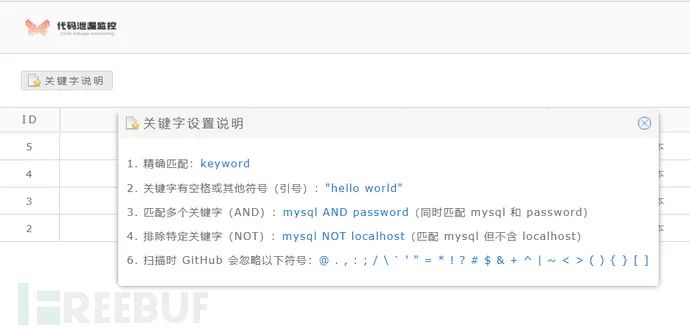 代码泄漏监控
Code leakage monitoring
关键字说明
ID
关键字设置说明
5
本
1. 精确匹配：keyword
4
本
2. 关键字有空格或其他符号（引号）："hello world"
3
本
3. 匹配多个关键字（AND）：mysql AND password（同时匹配 mysql 和 password）
2
本
4. 排除特定关键字（NOT）：mysql NOT localhost（匹配 mysql 但不含 localhost）
6. 扫描时 GitHub 会忽略以下符号：@ . , : ; / \ ` ' " = * ! ? # $ & + ^ | ~ < > ( ) { } [ ]
FREEBUF